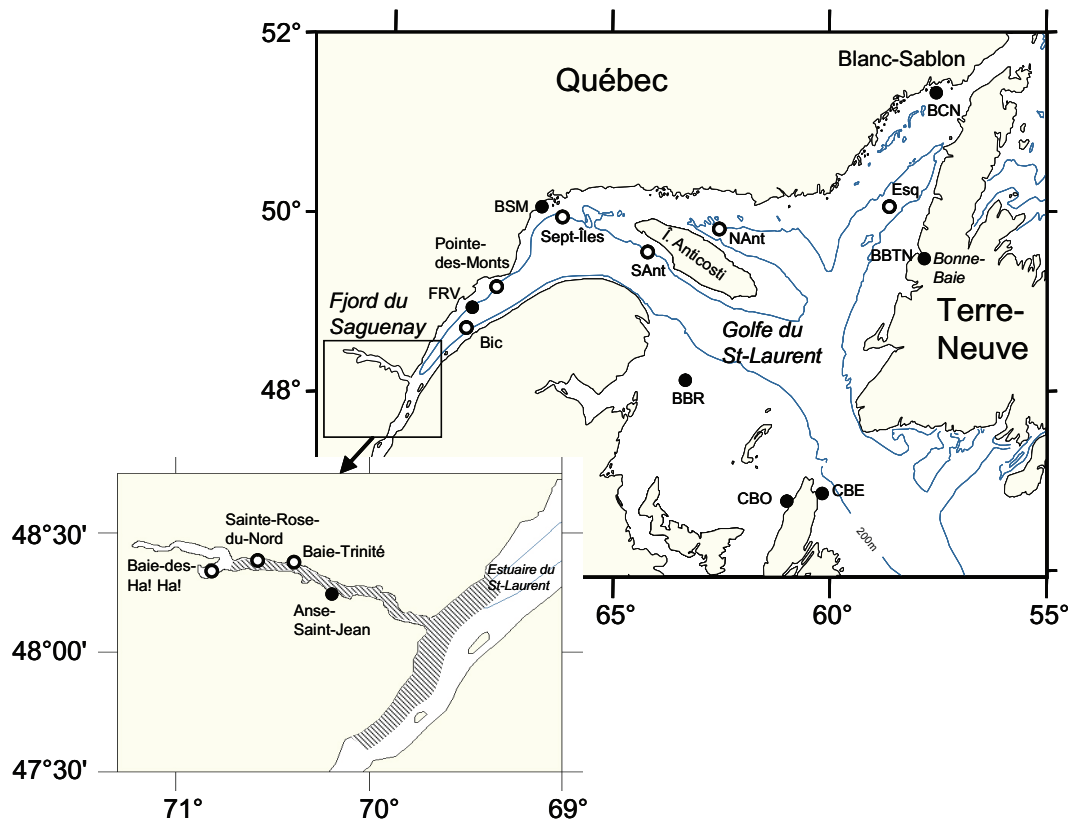 52°
Québec
Blanc-Sablon
BCN
Esq
50°
BSM
Sept-Îles
NAnt
Î. Anticosti
SAnt
BBTN
Bonne-
Baie
Pointe-
des-Monts
FRV
Bic
Fjord du
Saguenay
Terre-
Neuve
Golfe du
St-Laurent
48°
BBR
CBO
CBE
200m
65°
60°
55°
48°30'
Sainte-Rose-
du-Nord
Baie-Trinité
Baie-des-
Ha! Ha!
Anse-
Saint-Jean
Estuaire du
St-Laurent
48°00'
47°30'
71°
70°
69°